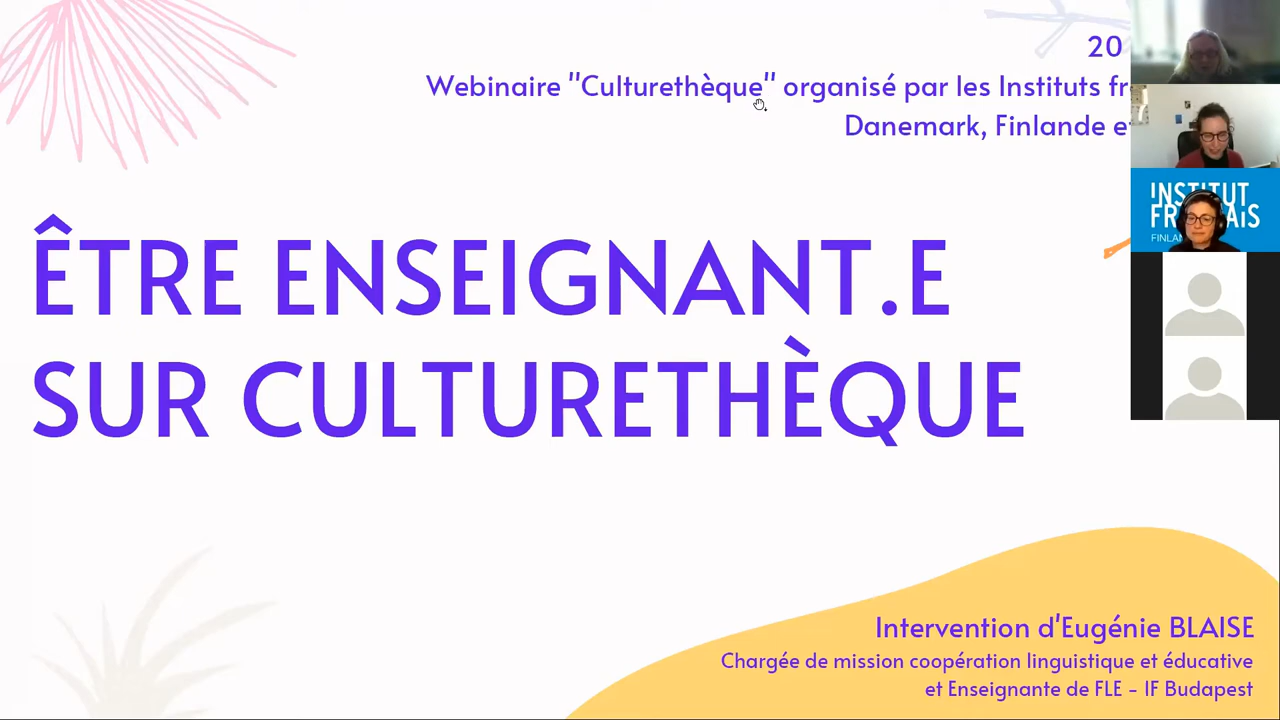 20
Webinaire "Culturethèque" organisé par les Instituts
Danemark, Finlande
ÊTRE ENSEIGNANT.E
SUR CULTURETHÈQUE
INSTITUT
FRANÇAIS
Intervention d'Eugénie BLAISE
Chargée de mission coopération linguistique et éducative
et Enseignante de FLE - IF Budapest